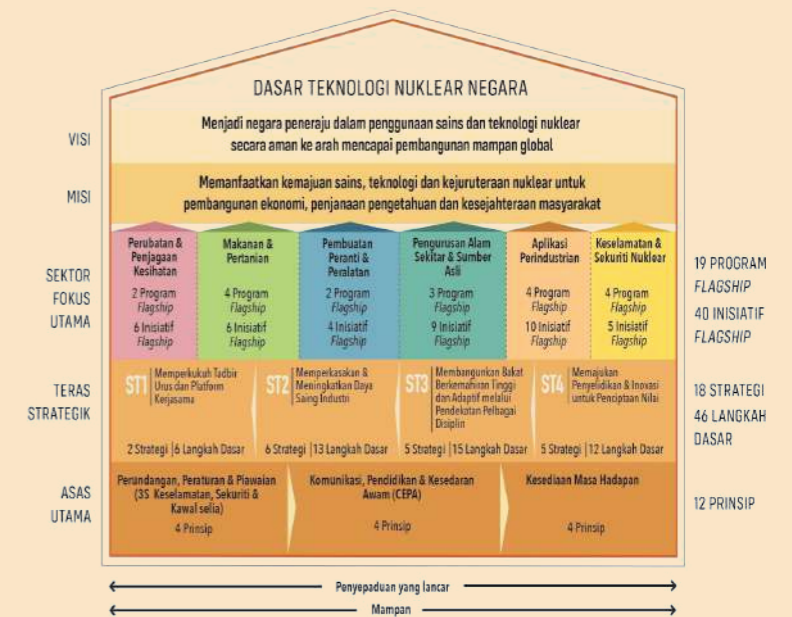 DASAR TEKNOLOGI NUKLEAR NEGARA
VISI
Menjadi negara peneraju dalam penggunaan sains dan teknologi nuklear
secara aman ke arah mencapai pembangunan mampan global
MISI
Memanfaatkan kemajuan sains, teknologi dan kejuruteraan nuklear untuk
pembangunan ekonomi, penjanaan pengetahuan dan kesejahteraan masyarakat
SEKTOR
FOKUS
UTAMA
Perubatan &
Penjagaan
Kesihatan
2 Program
Flagship
6 Inisiatif
Flagship
Makanan &
Pertanian
4 Program
Flagship
6 Inisiatif
Flagship
Pembuatan
Peranti &
Peralatan
2 Program
Flagship
4 Inisiatif
Flagship
Pengurusan Alam
Sekitar & Sumber
Asli
3 Program
Flagship
9 Inisiatif
Flagship
Aplikasi
Perindustrian
4 Program
Flagship
10 Inisiatif
Flagship
Keselamatan &
Sekuriti Nuklear
4 Program
Flagship
5 Inisiatif
Flagship
19 PROGRAM
FLAGSHIP
40 INISIATIF
FLAGSHIP
TERAS
STRATEGIK
ST1
Memperkukuh Tadbir
Urus dan Platform
Kerjasama
2 Strategi | 6 Langkah Dasar
ST2
Memperkasakan &
Meningkatkan Daya
Saing Industri
6 Strategi | 13 Langkah Dasar
ST3
Membangunkan Bakat
Berkemahiran Tinggi
dan Adaptif melalui
Pendekatan Pelbagai
Disiplin
5 Strategi | 15 Langkah Dasar
ST4
Memajukan
Penyelidikan & Inovasi
untuk Penciptaan Nilai
5 Strategi | 12 Langkah Dasar
18 STRATEGI
46 LANGKAH
DASAR
ASAS
UTAMA
Perundangan, Peraturan & Piawaian
(3S Keselamatan, Sekuriti &
Kawal selia)
4 Prinsip
Komunikasi, Pendidikan & Kesedaran
Awam (CEPA)
4 Prinsip
Kesediaan Masa Hadapan
4 Prinsip
12 PRINSIP
Penyepaduan yang lancar
Mampan